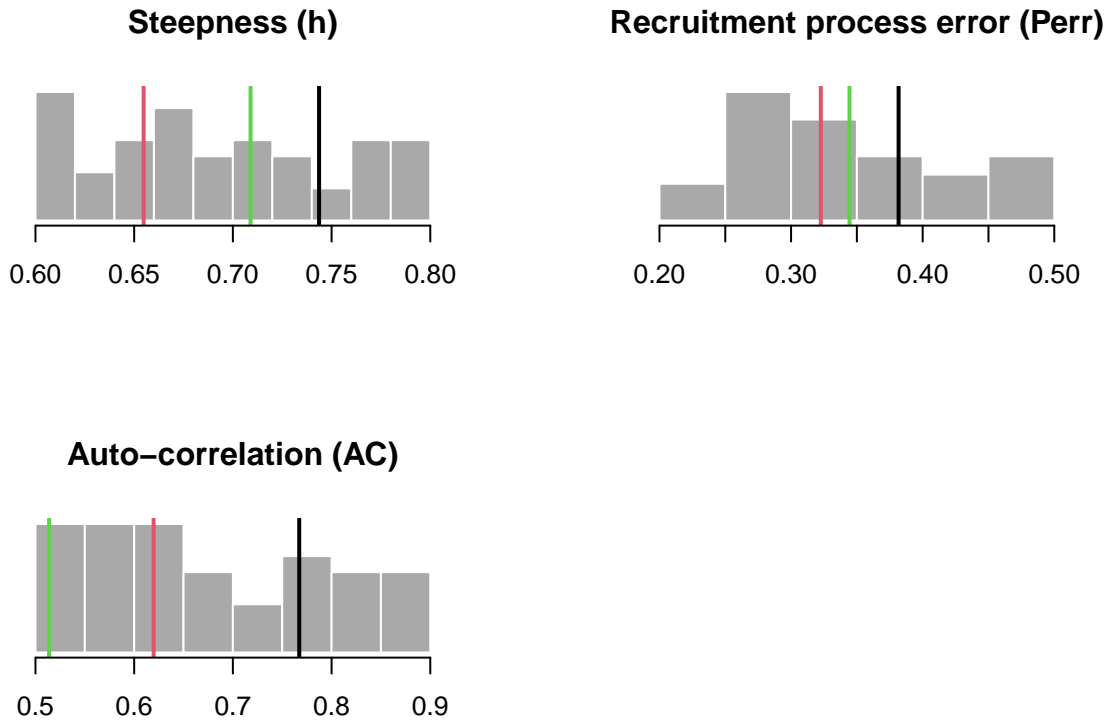 Steepness (h)
0.60 0.65 0.70 0.75 0.80
Recruitment process error (Perr)
0.20 0.30 0.40 0.50
Auto−correlation (AC)
0.5 0.6 0.7 0.8 0.9